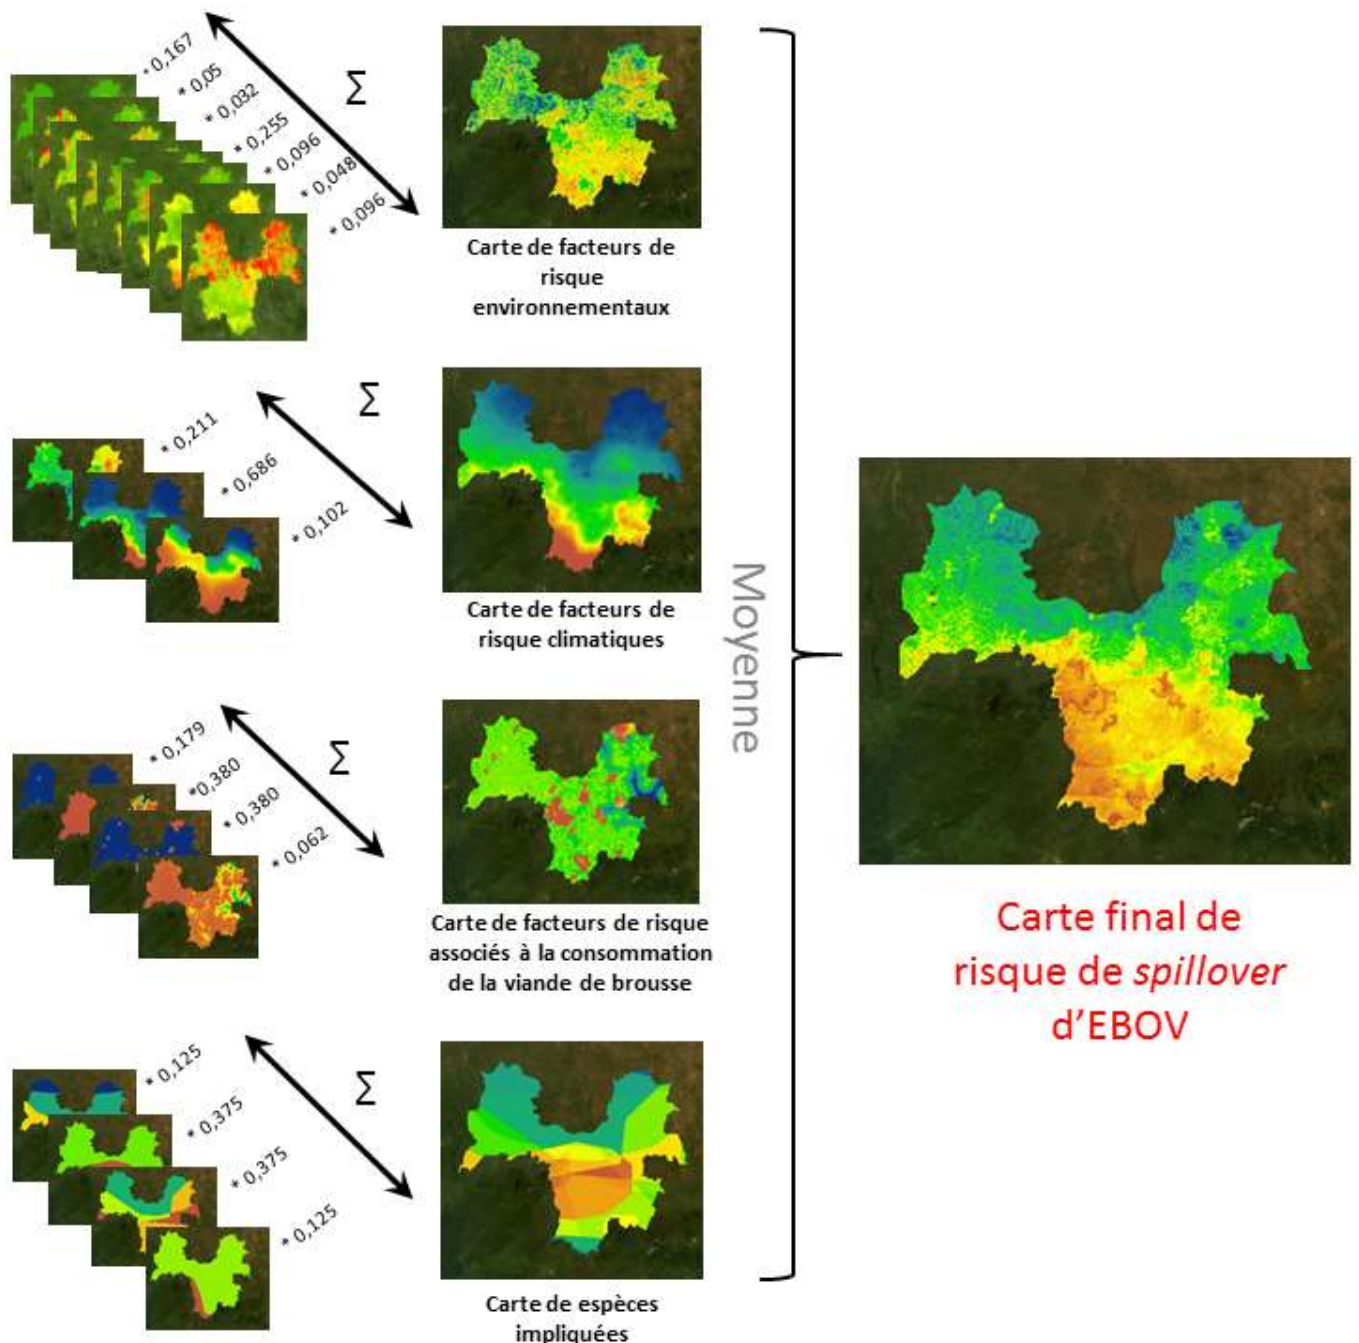 * 0,167
* 0,05
* 0,032
* 0,255
* 0,096
* 0,048
* 0,096
Σ
Carte de facteurs de
risque
environnementaux
* 0,211
* 0,686
* 0,102
Σ
Carte de facteurs de
risque climatiques
* 0,179
*0,380
* 0,380
* 0,062
Σ
Carte de facteurs de risque
associés à la consommation
de la viande de brousse
* 0,125
* 0,375
* 0,375
* 0,125
Σ
Carte de espèces
impliquées
Moyenne
Carte final de
risque de spillover
d'EBOV